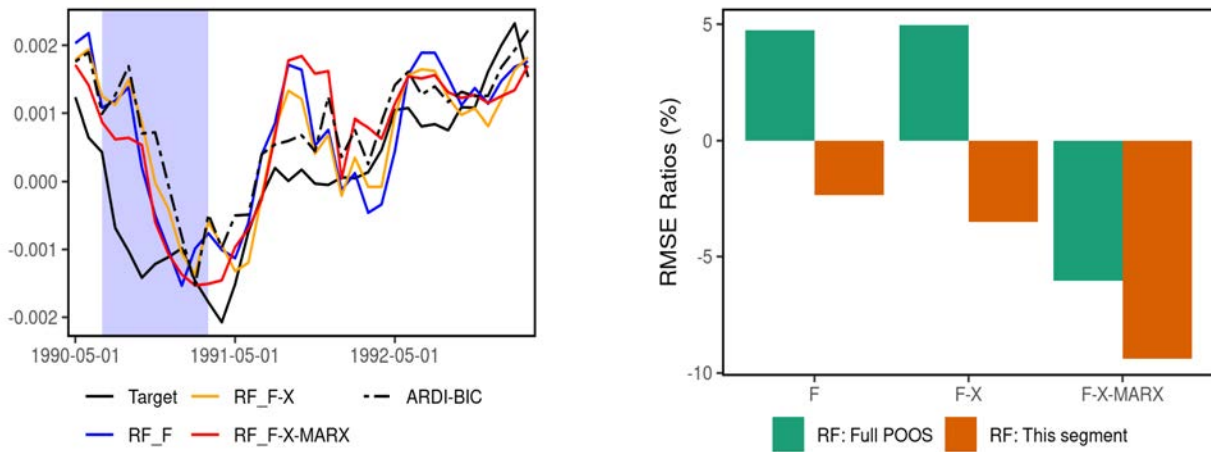 0.002
0.001
0.000
-0.001
-0.002
1990-05-01 1991-05-01 1992-05-01
Target RF_F-X ARDI-BIC
RF_F RF_F-X-MARX
RMSE Ratios (%)
5
0
-5
-10
F F-X F-X-MARX
RF: Full POOS RF: This segment